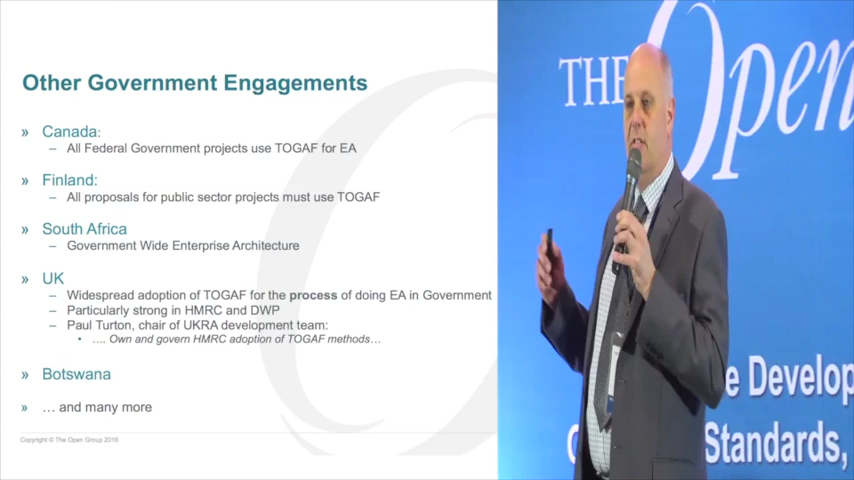 Other Government Engagements
» Canada:
– All Federal Government projects use TOGAF for EA
» Finland:
– All proposals for public sector projects must use TOGAF
» South Africa
– Government Wide Enterprise Architecture
» UK
– Widespread adoption of TOGAF for the process of doing EA in Government
– Particularly strong in HMRC and DWP
– Paul Turton, chair of UKRA development team:
• …. Own and govern HMRC adoption of TOGAF methods…
» Botswana
» … and many more
Copyright © The Open Group 2018
THE Open
e Develop
Standards,